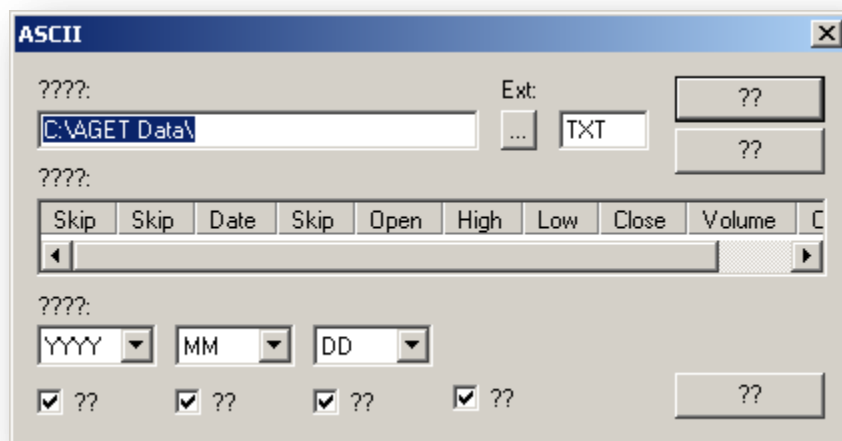 ASCII
????: Ext: ??
C:\AGET Data\ ... TXT
??
????:
Skip Skip Date Skip Open High Low Close Volume
????:
YYYY MM DD
?? ?? ?? ?? ??